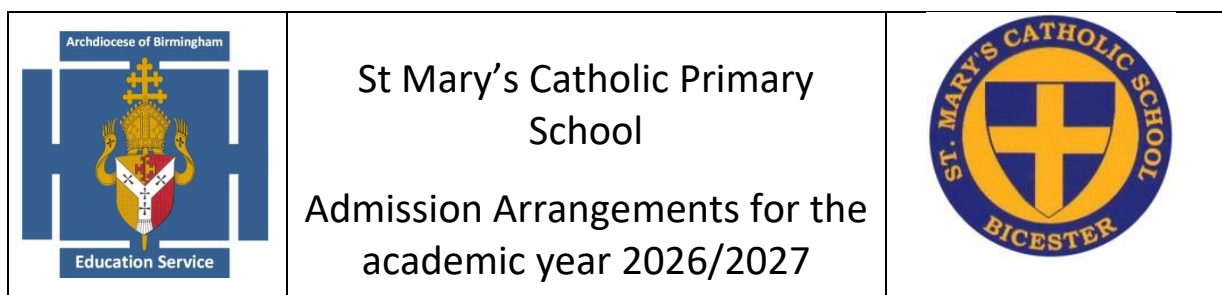 Archdiocese of Birmingham
Education Service
St Mary's Catholic Primary
School
Admission Arrangements for the
academic year 2026/2027
ST. MARY'S CATHOLIC SCHOOL
BICESTER